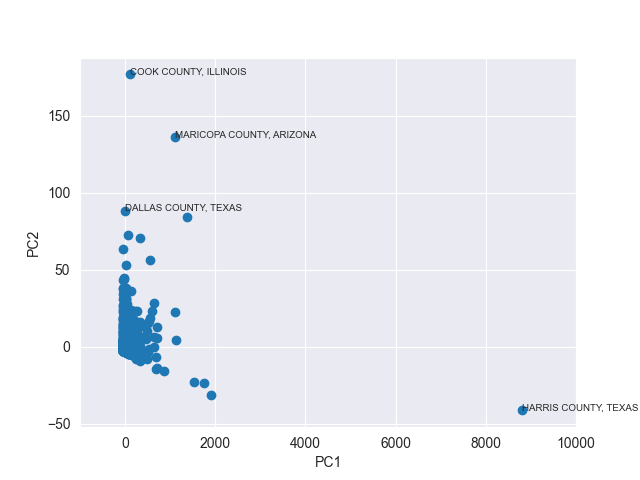 COOK COUNTY, ILLINOIS
150
MARICOPA COUNTY, ARIZONA
100
DALLAS COUNTY, TEXAS
PC2
50
0
HARRIS COUNTY, TEXAS
−50
0 2000 4000 6000 8000 10000
PC1